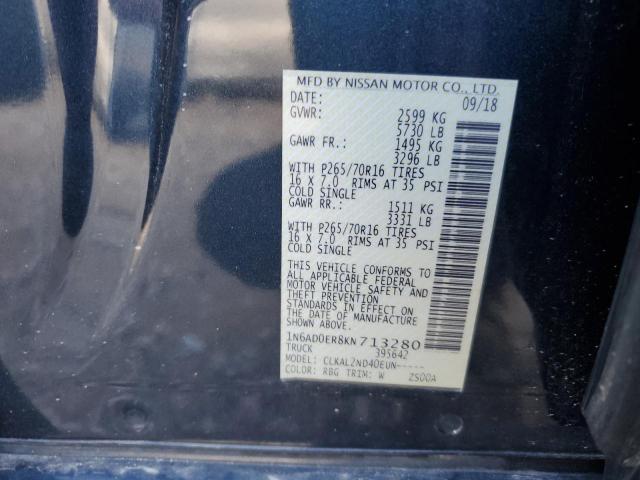 MFD BY NISSAN MOTOR CO., LTD.
DATE: 09/18
GVWR: 2599 KG
5730 LB
GAWR FR.: 1495 KG
3296 LB
WITH P265/70R16 TIRES
16 X 7.0 RIMS AT 35 PSI
COLD SINGLE
GAWR RR.: 1511 KG
3331 LB
WITH P265/70R16 TIRES
16 X 7.0 RIMS AT 35 PSI
COLD SINGLE
THIS VEHICLE CONFORMS TO
ALL APPLICABLE FEDERAL
MOTOR VEHICLE SAFETY AND
THEFT PREVENTION
STANDARDS IN EFFECT ON
THE DATE OF MANUFACTURE
SHOWN ABOVE.
1N6AD0ER8KN713280
TRUCK 395642
MODEL: CLKALZND40EUN-----
COLOR: RBG TRIM: W ZS00A